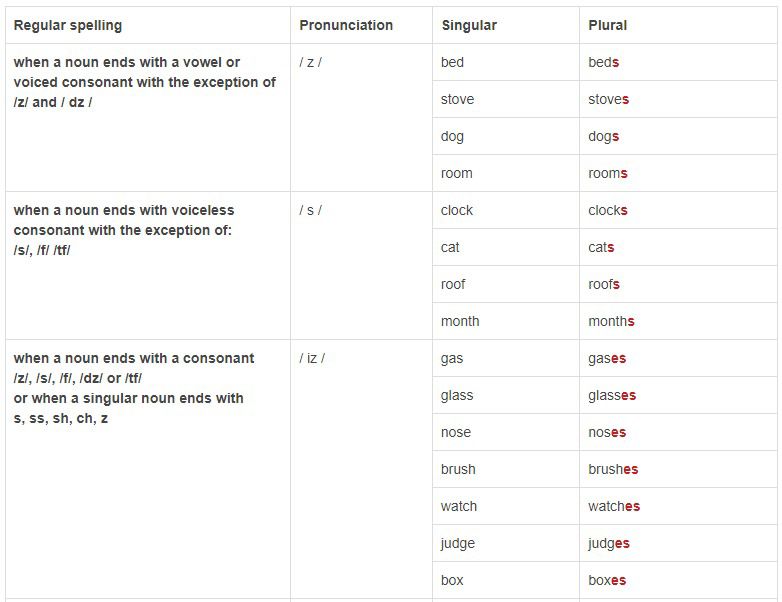 Regular spelling Pronunciation Singular Plural
when a noun ends with a vowel or / z / bed beds
voiced consonant with the exception of
/z/ and / dz /
stove stoves
dog dogs
room rooms
when a noun ends with voiceless / s / clock clocks
consonant with the exception of:
/s/, /f/ /tf/
cat cats
roof roofs
month months
when a noun ends with a consonant / iz / gas gases
/z/, /s/, /f/, /dz/ or /tf/
or when a singular noun ends with
s, ss, sh, ch, z
glass glasses
nose noses
brush brushes
watch watches
judge judges
box boxes